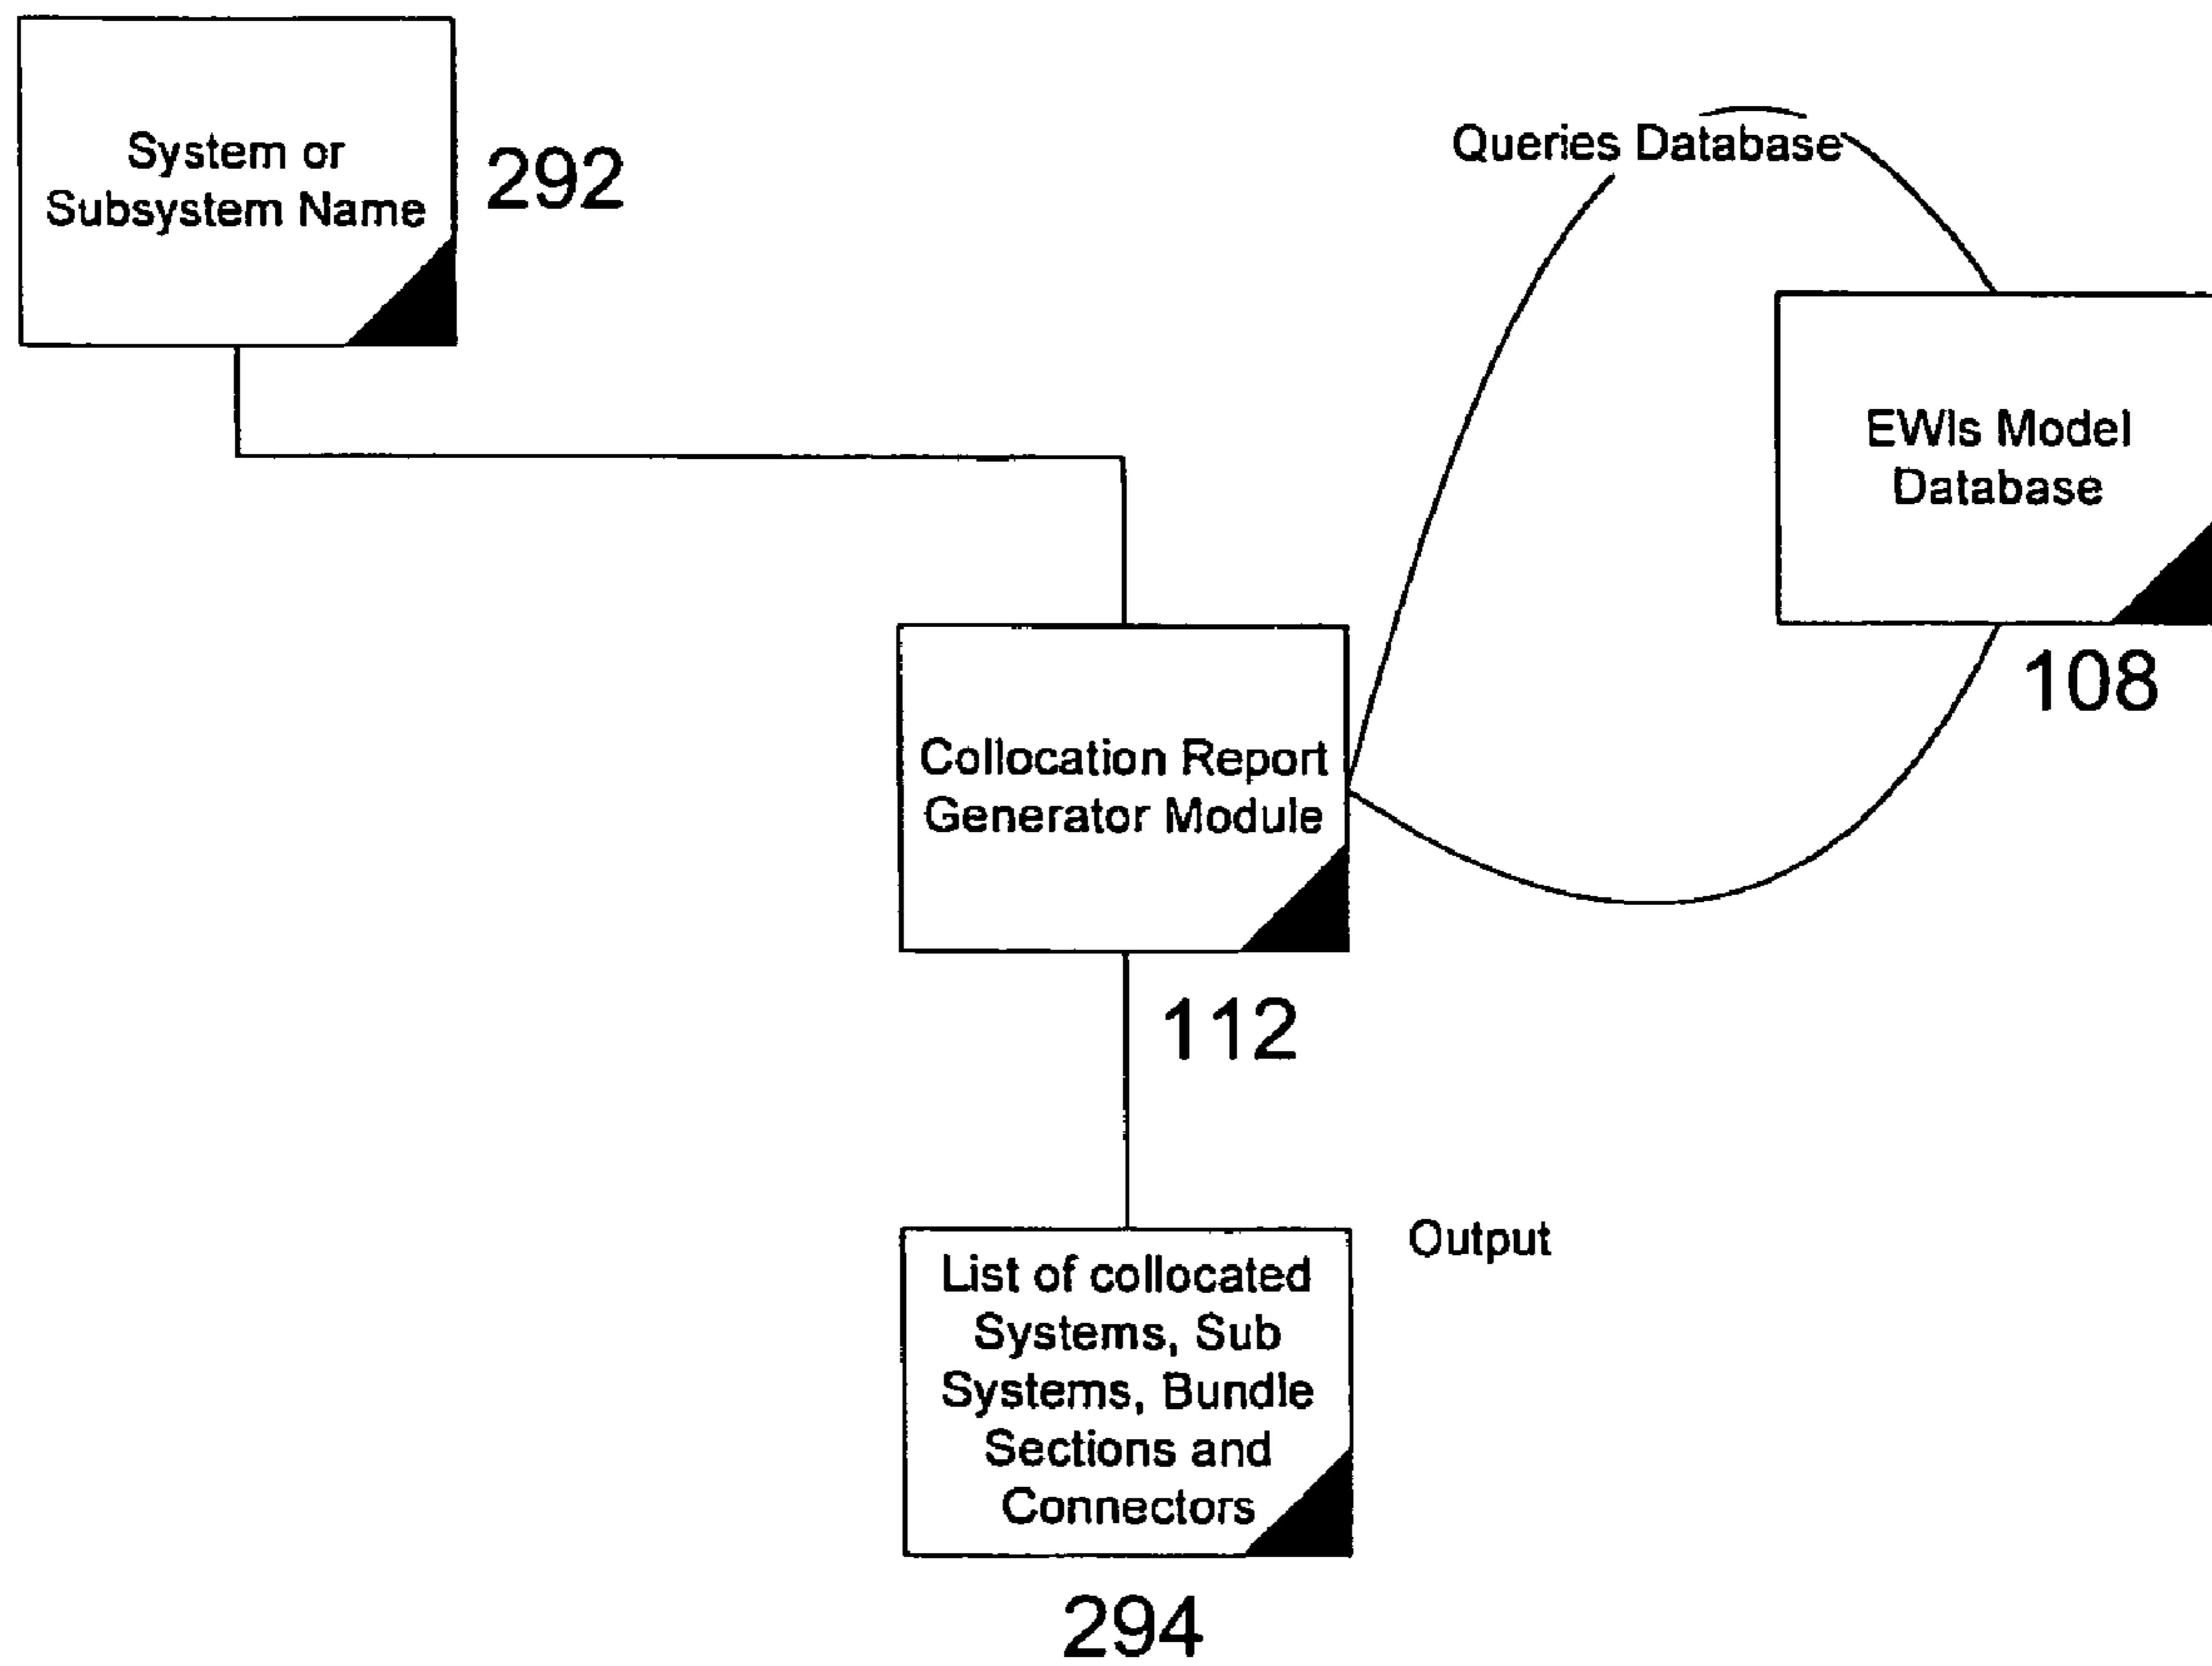 System or
Subsystem Name
292
Queries Database
EWIs Model
Database
108
Collocation Report
Generator Module
112
Output
List of collocated
Systems, Sub
Systems, Bundle
Sections and
Connectors
294